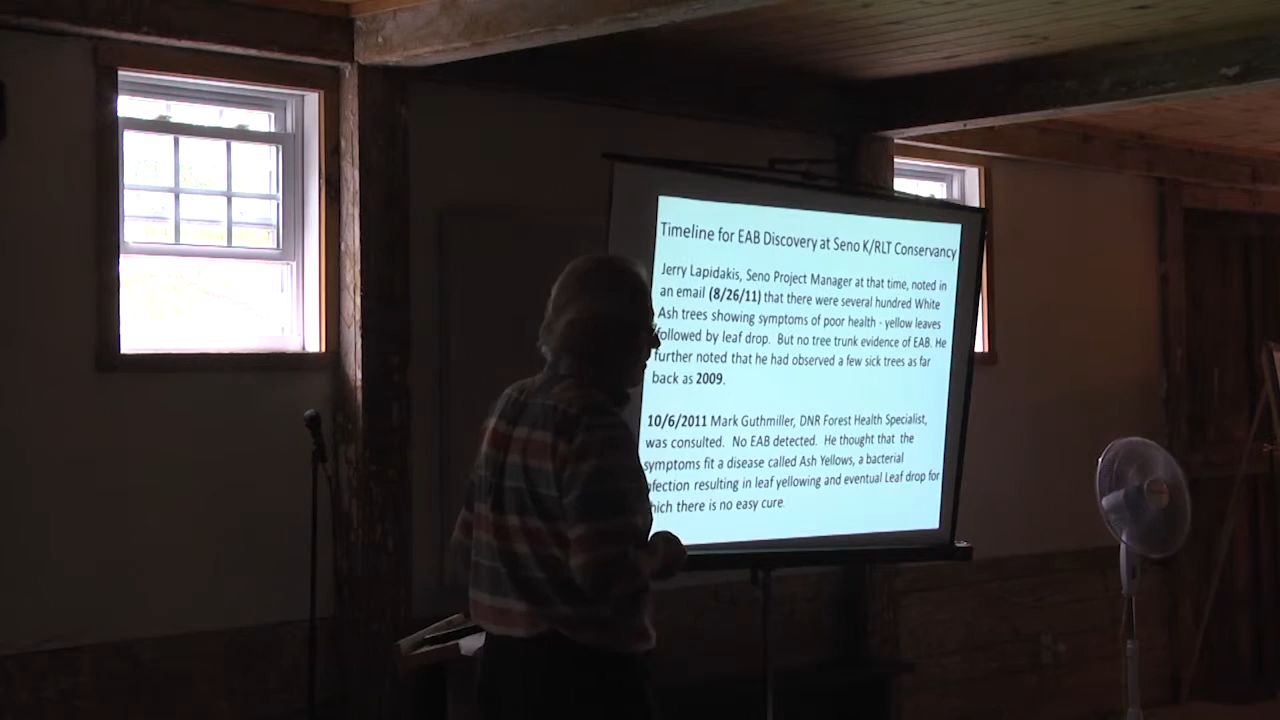 Timeline for EAB Discovery at Seno K/RLT Conservancy
Jerry Lapidakis, Seno Project Manager at that time, noted in
an email (8/26/11) that there were several hundred White
Ash trees showing symptoms of poor health - yellow leaves
followed by leaf drop. But no tree trunk evidence of EAB. He
further noted that he had observed a few sick trees as far
back as 2009.
10/6/2011 Mark Guthmiller, DNR Forest Health Specialist,
was consulted. No EAB detected. He thought that the
symptoms fit a disease called Ash Yellows, a bacterial
nfection resulting in leaf yellowing and eventual Leaf drop for
hich there is no easy cure.